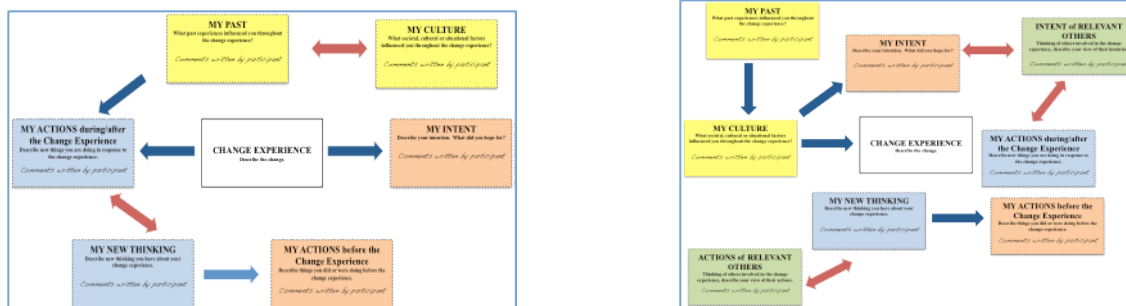 MY PAST
What past experiences influenced you throughout
the change experience?
Comments written by participant
MY CULTURE
What societal, cultural or situational factors
influenced you throughout the change experience?
Comments written by participant
MY ACTIONS during/after
the Change Experience
Describe new things you are doing in response to
the change experience.
Comments written by participant
CHANGE EXPERIENCE
Describe the change.
MY INTENT
Describe your intention. What did you hope for?
Comments written by participant
MY NEW THINKING
Describe new thinking you have about your
change experience.
Comments written by participant
MY ACTIONS before the
Change Experience
Describe things you did or were doing before the
change experience.
Comments written by participant
MY PAST
What past experiences influenced you throughout
the change experience?
Comments written by participant
MY INTENT
Describe your intention. What did you hope for?
Comments written by participant
INTENT of RELEVANT
OTHERS
Thinking of others involved in the change
experience, describe your view of their intention
Comments written by participant
MY CULTURE
What societal, cultural or situational factors
influenced you throughout the change experience?
Comments written by participant
CHANGE EXPERIENCE
Describe the change.
MY ACTIONS during/after
the Change Experience
Describe new things you are doing in response to
the change experience.
Comments written by participant
MY NEW THINKING
Describe new thinking you have about your
change experience.
Comments written by participant
MY ACTIONS before the
Change Experience
things you did or were doing before
the change experience.
Comments written by participant
ACTIONS of RELEVANT
OTHERS
Thinking of others involved in the change
experience, describe your view of their actions.
Comments written by participant